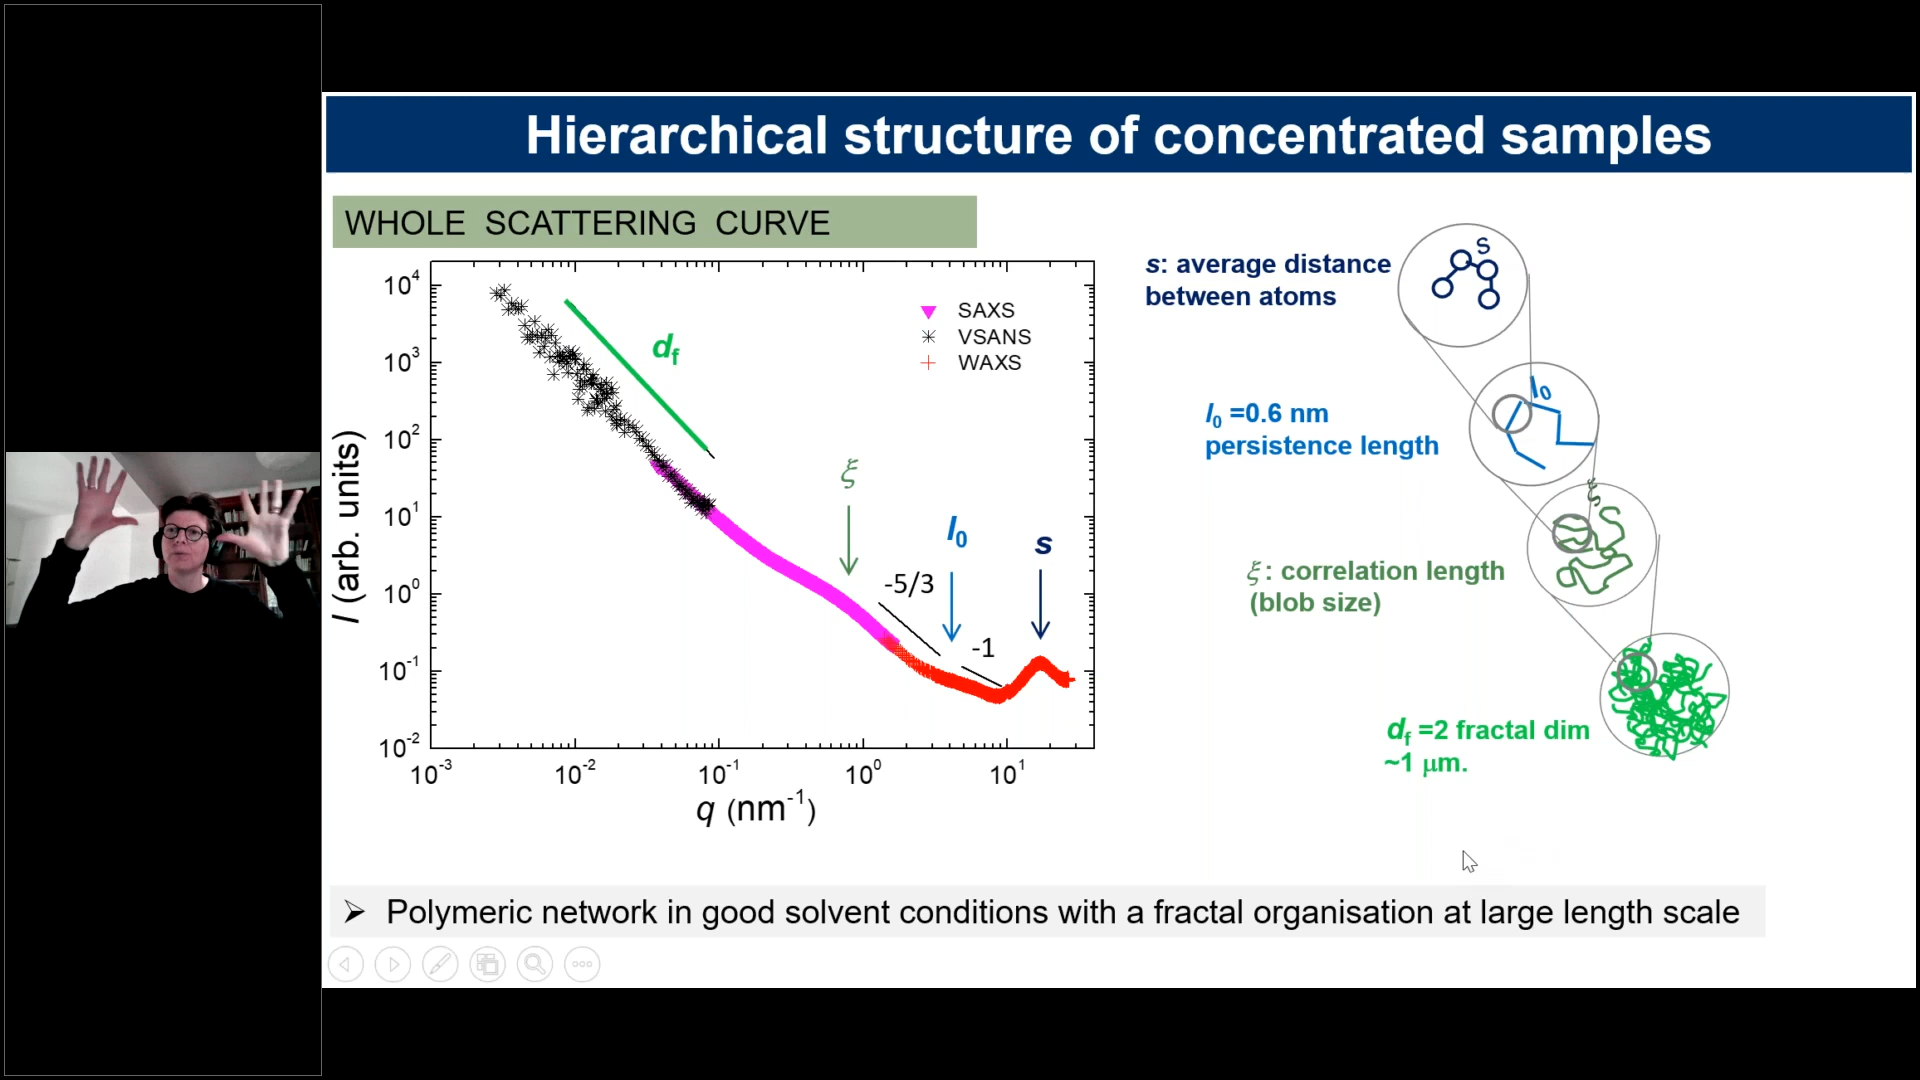 Hierarchical structure of concentrated samples
WHOLE SCATTERING CURVE
I (arb. units)
10⁴
10³
10²
10¹
10⁰
10⁻¹
10⁻²
10⁻³
10⁻²
10⁻¹
10⁰
10¹
q (nm⁻¹)
SAXS
VSANS
WAXS
d_f
ξ
l₀
s
-5/3
-1
s: average distance
between atoms
s
l₀ =0.6 nm
persistence length
l₀
ξ : correlation length
(blob size)
ξ
d_f =2 fractal dim
~1 μm.
➢ Polymeric network in good solvent conditions with a fractal organisation at large length scale